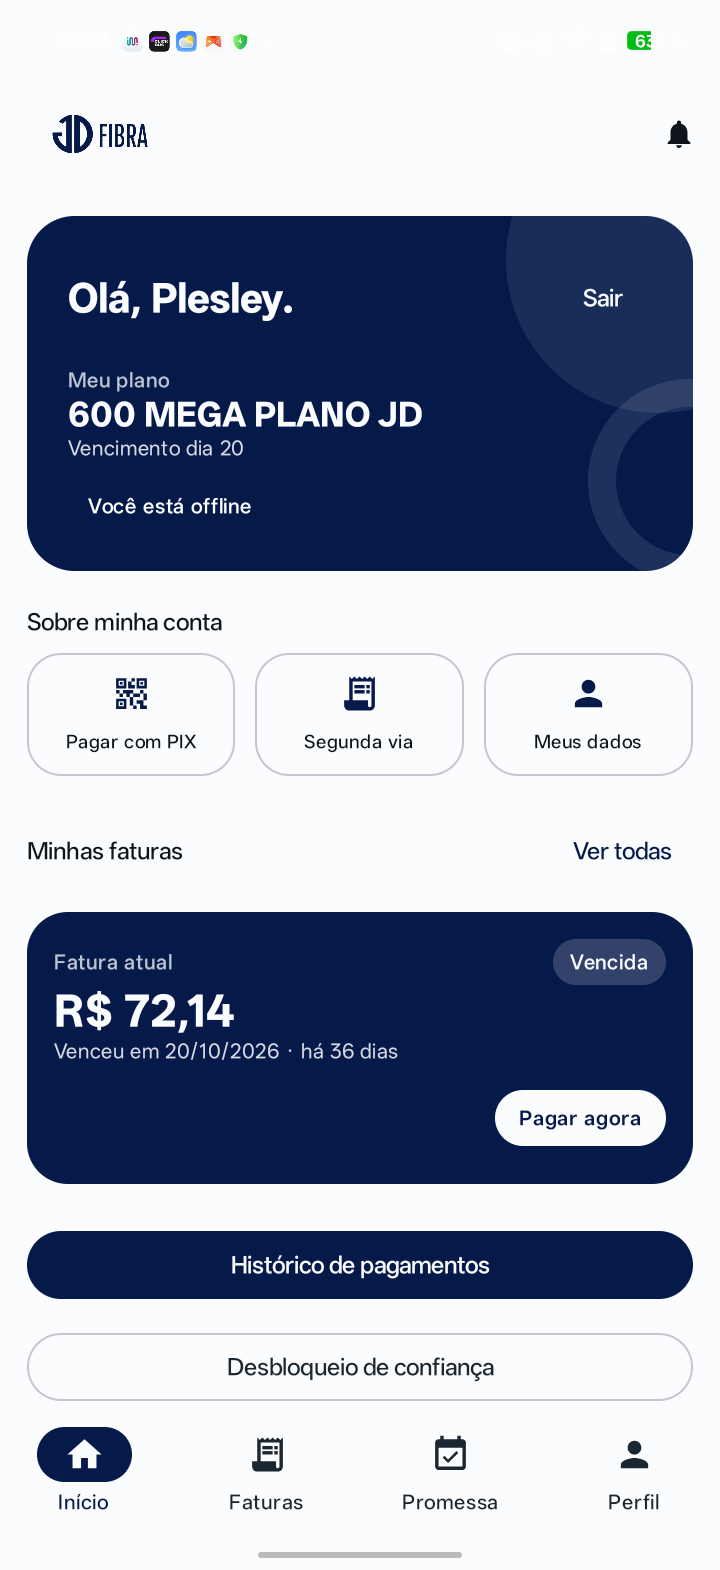 63
JD FIBRA
Olá, Plesley.
Sair
Meu plano
600 MEGA PLANO JD
Vencimento dia 20
Você está offline
Sobre minha conta
Pagar com PIX
Segunda via
Meus dados
Minhas faturas
Ver todas
Fatura atual
Vencida
R$ 72,14
Venceu em 20/10/2026 · há 36 dias
Pagar agora
Histórico de pagamentos
Desbloqueio de confiança
Início
Faturas
Promessa
Perfil